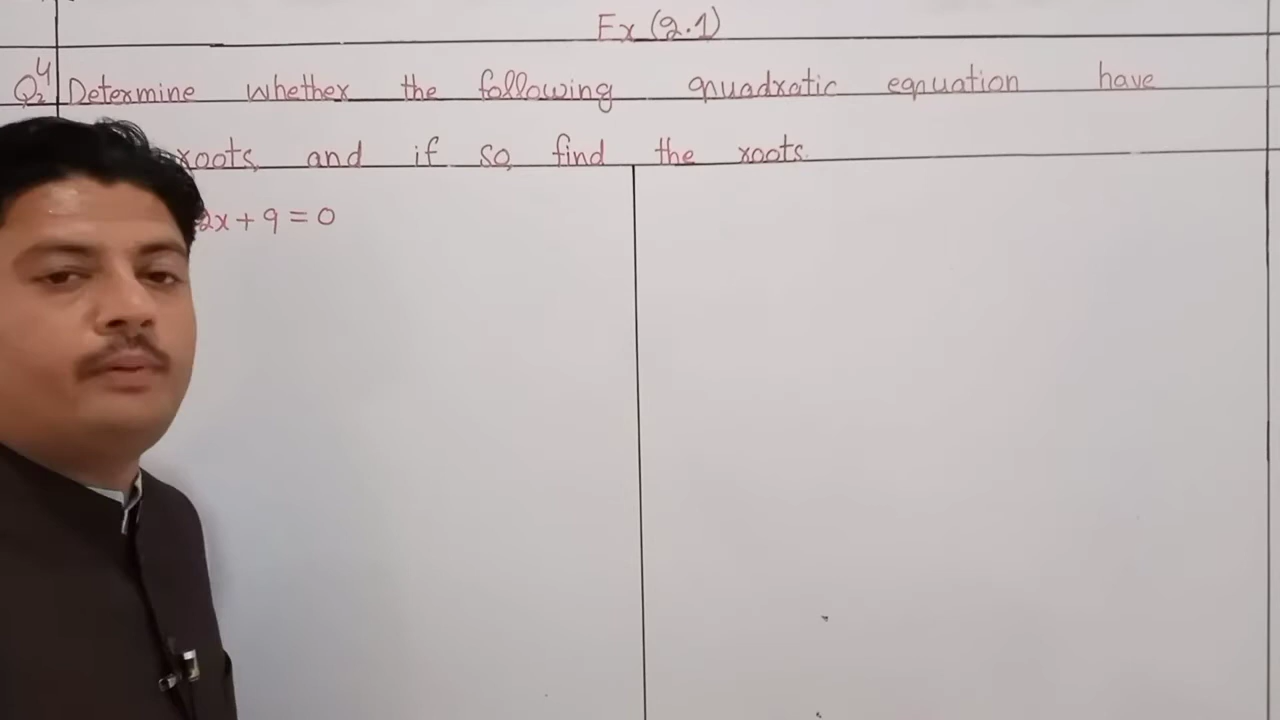 Ex (2.1)
Q2 4 Determine whether the following quadratic equation have
roots, and if so, find the roots.
2x + 9 = 0